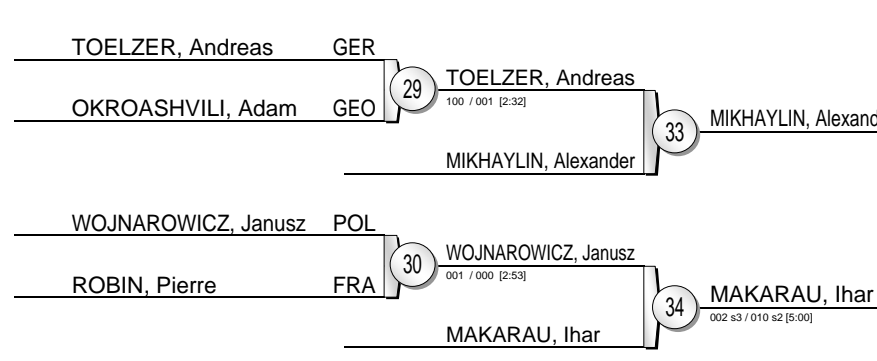 TOELZER, Andreas GER
OKROASHVILI, Adam GEO
29
TOELZER, Andreas
100 / 001 [2:32]
MIKHAYLIN, Alexander
33
MIKHAYLIN, Alexand
WOJNAROWICZ, Janusz POL
ROBIN, Pierre FRA
30
WOJNAROWICZ, Janusz
001 / 000 [2:53]
MAKARAU, Ihar
34
MAKARAU, Ihar
002 s3 / 010 s2 [5:00]